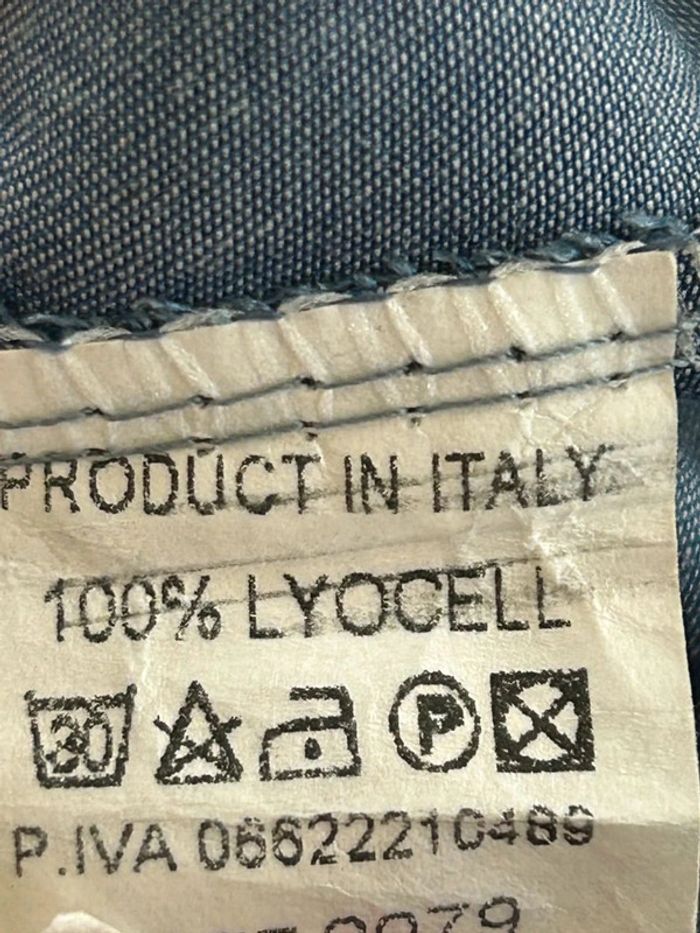 PRODUCT IN ITALY
100% LYOCELL
30 P
P.IVA 06622210489